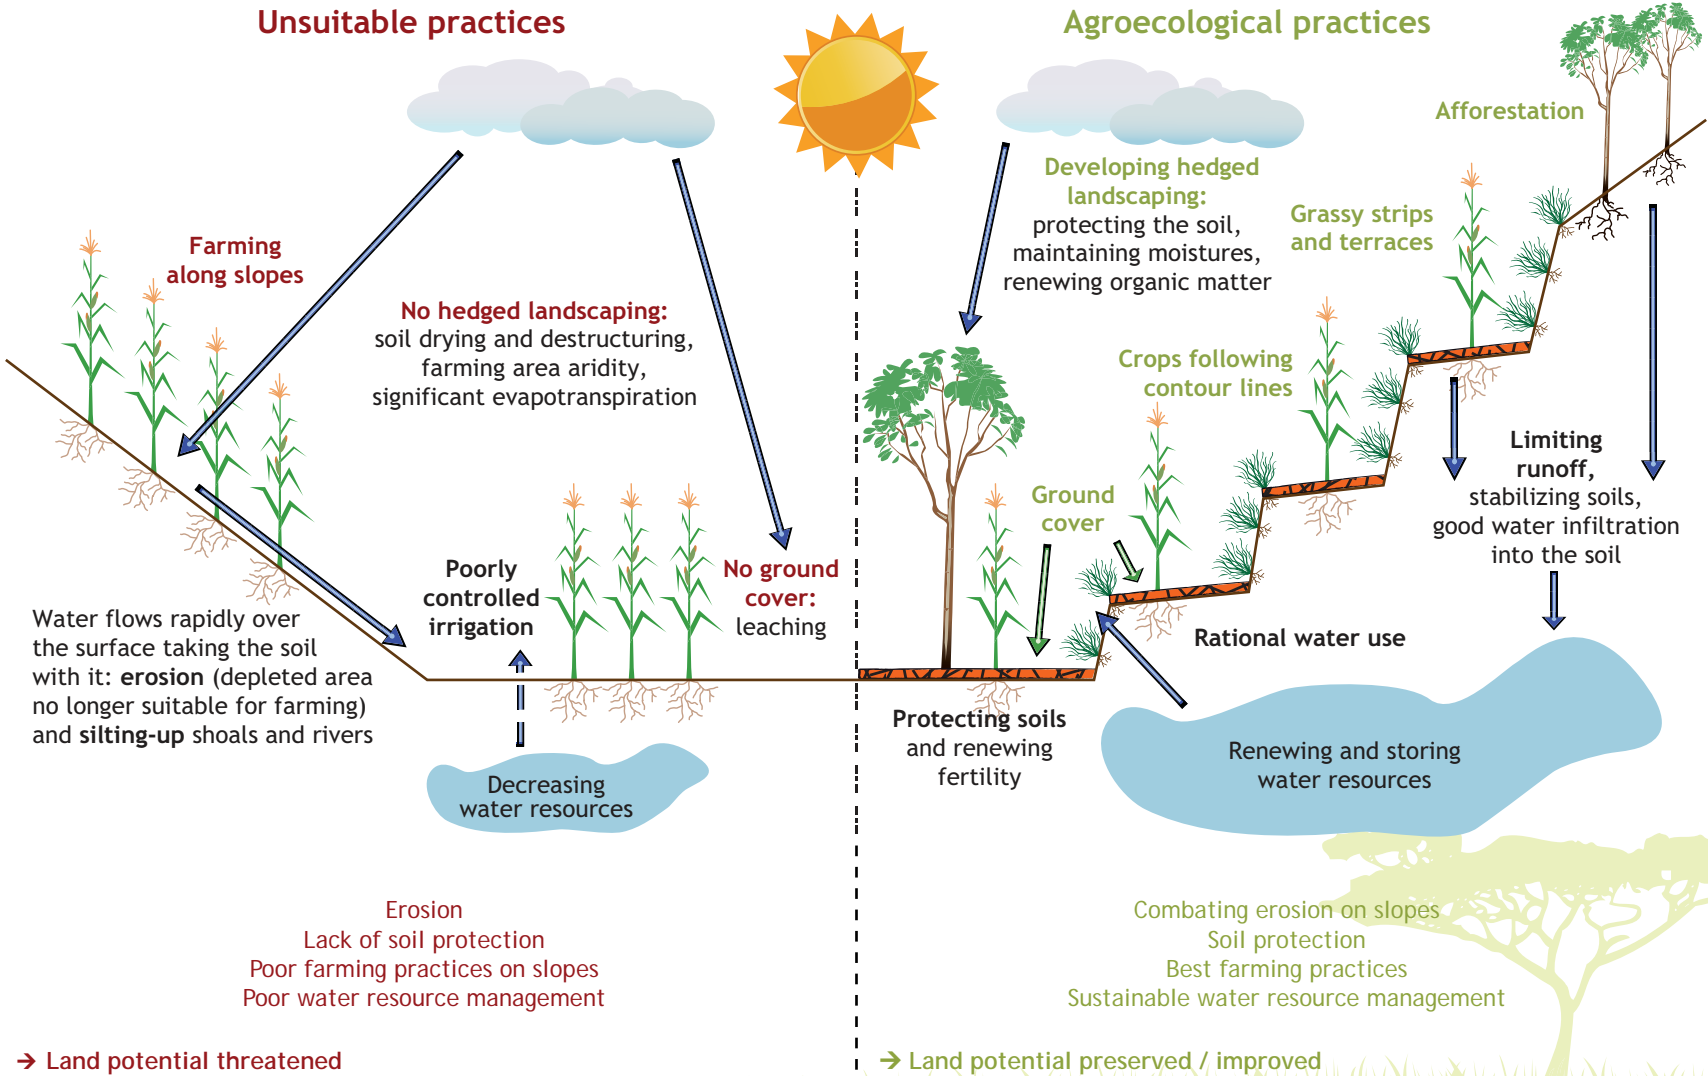 Unsuitable practices
Farming
along slopes
No hedged landscaping:
soil drying and destructuring,
farming area aridity,
significant evapotranspiration
Poorly
controlled
irrigation
No ground
cover:
leaching
Water flows rapidly over
the surface taking the soil
with it: erosion (depleted area
no longer suitable for farming)
and silting-up shoals and rivers
Decreasing
water resources
Erosion
Lack of soil protection
Poor farming practices on slopes
Poor water resource management
→ Land potential threatened
Agroecological practices
Afforestation
Developing hedged
landscaping:
protecting the soil,
maintaining moistures,
renewing organic matter
Grassy strips
and terraces
Crops following
contour lines
Ground
cover
Limiting
runoff,
stabilizing soils,
good water infiltration
into the soil
Rational water use
Protecting soils
and renewing
fertility
Renewing and storing
water resources
Combating erosion on slopes
Soil protection
Best farming practices
Sustainable water resource management
→ Land potential preserved / improved